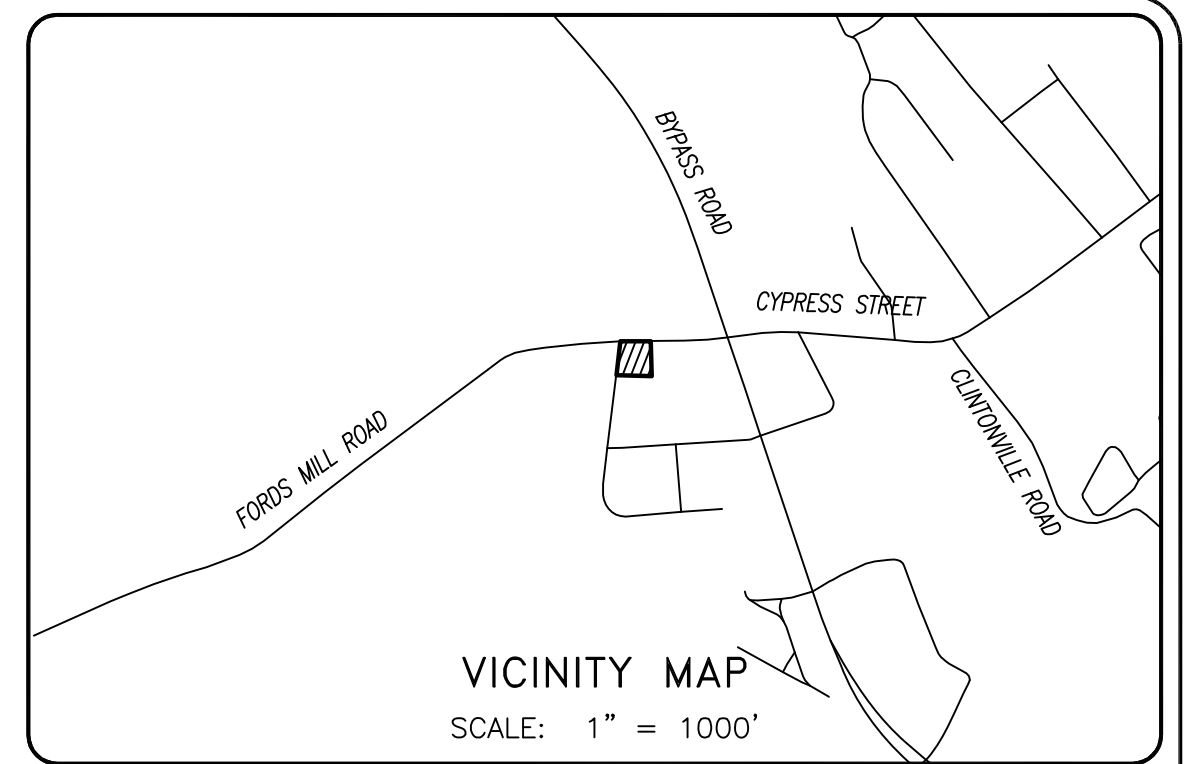 BYPASS ROAD
CYPRESS STREET
CLINTONVILLE ROAD
FORDS MILL ROAD
VICINITY MAP
SCALE: 1" = 1000'